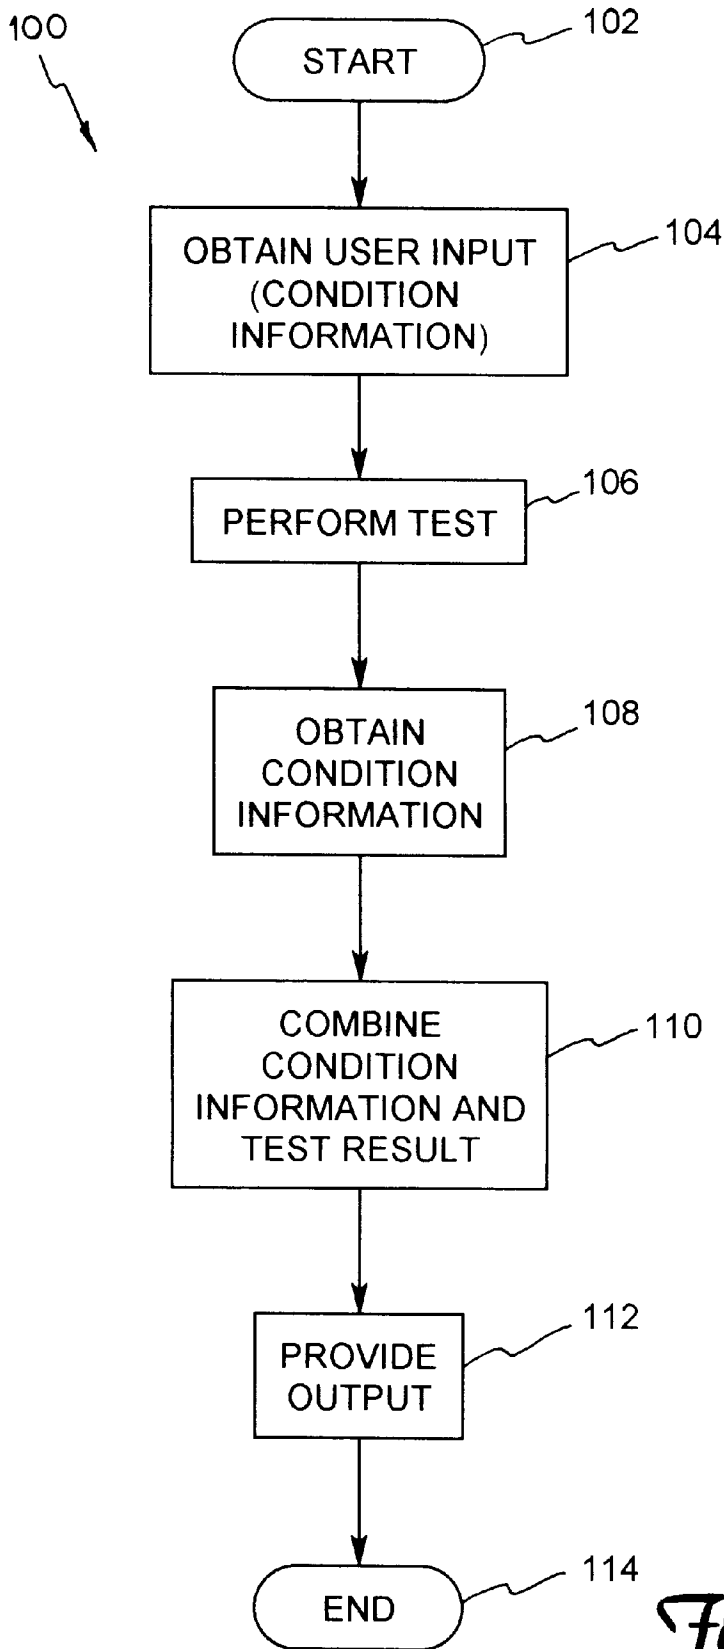 100
102
START
104
OBTAIN USER INPUT
(CONDITION
INFORMATION)
106
PERFORM TEST
108
OBTAIN
CONDITION
INFORMATION
110
COMBINE
CONDITION
INFORMATION AND
TEST RESULT
112
PROVIDE
OUTPUT
114
END